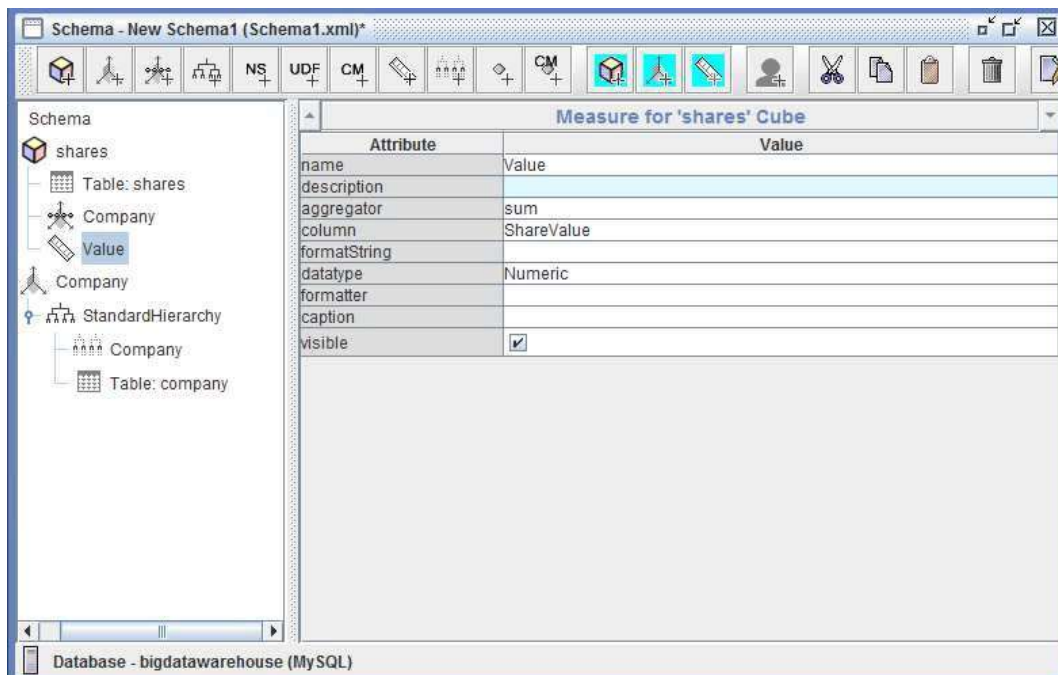 Schema - New Schema1 (Schema1.xml)*
NS UDF CM CM
Schema
shares
Table: shares
Company
Value
Company
StandardHierarchy
Company
Table: company
Measure for 'shares' Cube
Attribute Value
name Value
description
aggregator sum
column ShareValue
formatString
datatype Numeric
formatter
caption
visible
Database - bigdatawarehouse (MySQL)